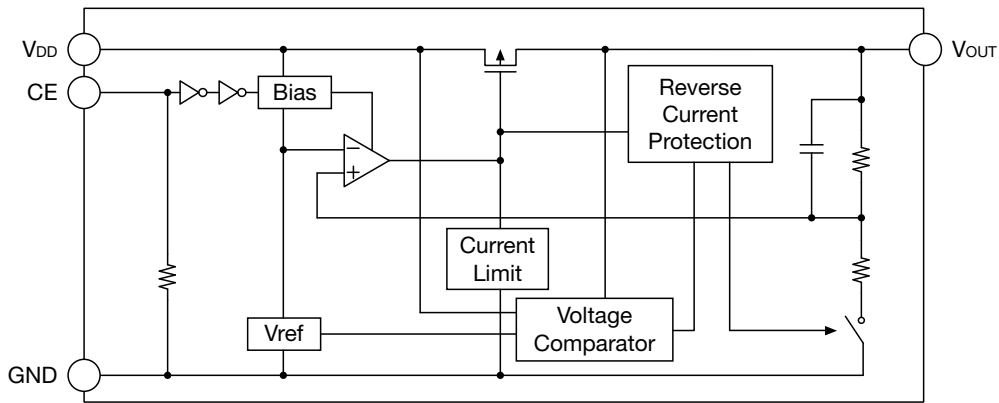 VDD
VOUT
CE
Bias
Reverse
Current
Protection
−
+
Current
Limit
Vref
Voltage
Comparator
GND